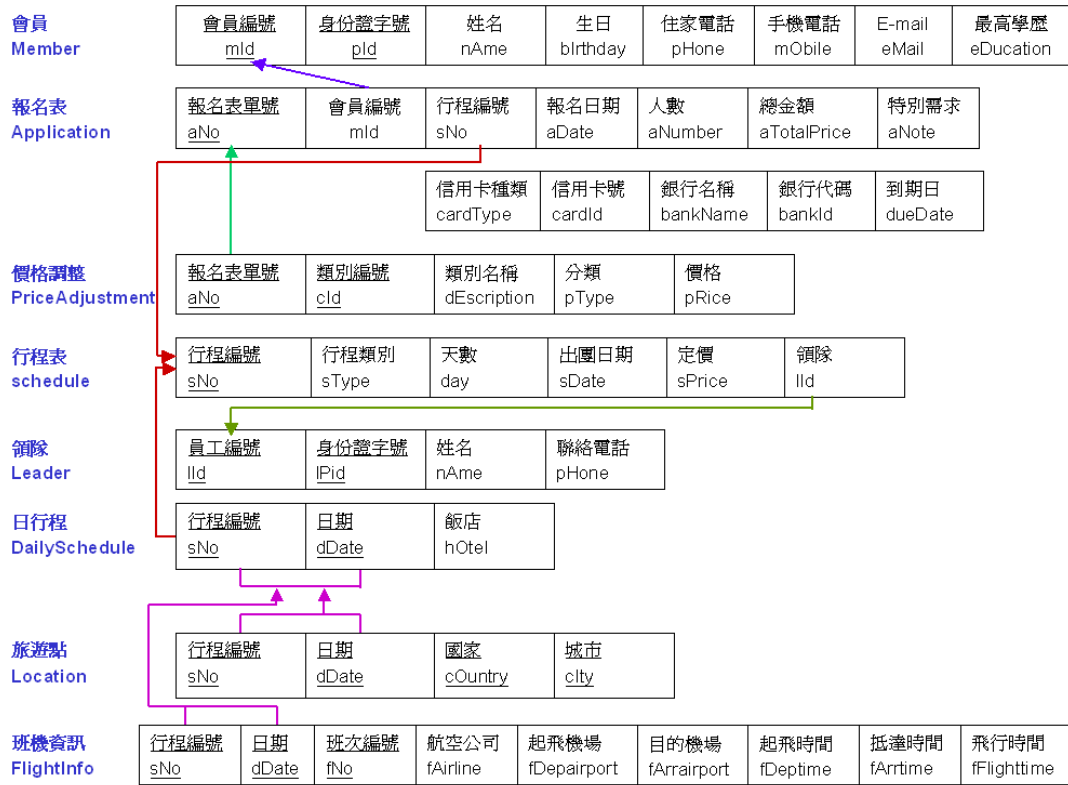 會員
Member
會員編號 身份證字號 姓名 生日 住家電話 手機電話 E-mail 最高學歷
mId pId nAme bIrthday pHone mObile eMail eDucation
報名表
Application
報名表單號 會員編號 行程編號 報名日期 人數 總金額 特別需求
aNo mId sNo aDate aNumber aTotalPrice aNote
信用卡種類 信用卡號 銀行名稱 銀行代碼 到期日
cardType cardId bankName bankId dueDate
價格調整
PriceAdjustment
報名表單號 類別編號 類別名稱 分類 價格
aNo cId dEscription pType pRice
行程表
schedule
行程編號 行程類別 天數 出團日期 定價 領隊
sNo sType day sDate sPrice lId
領隊
Leader
員工編號 身份證字號 姓名 聯絡電話
lId lPid nAme pHone
日行程
DailySchedule
行程編號 日期 飯店
sNo dDate hOtel
旅遊點
Location
行程編號 日期 國家 城市
sNo dDate cOuntry cIty
班機資訊
FlightInfo
行程編號 日期 班次編號 航空公司 起飛機場 目的機場 起飛時間 抵達時間 飛行時間
sNo dDate fNo fAirline fDepairport fArrairport fDeptime fArrtime fFlighttime